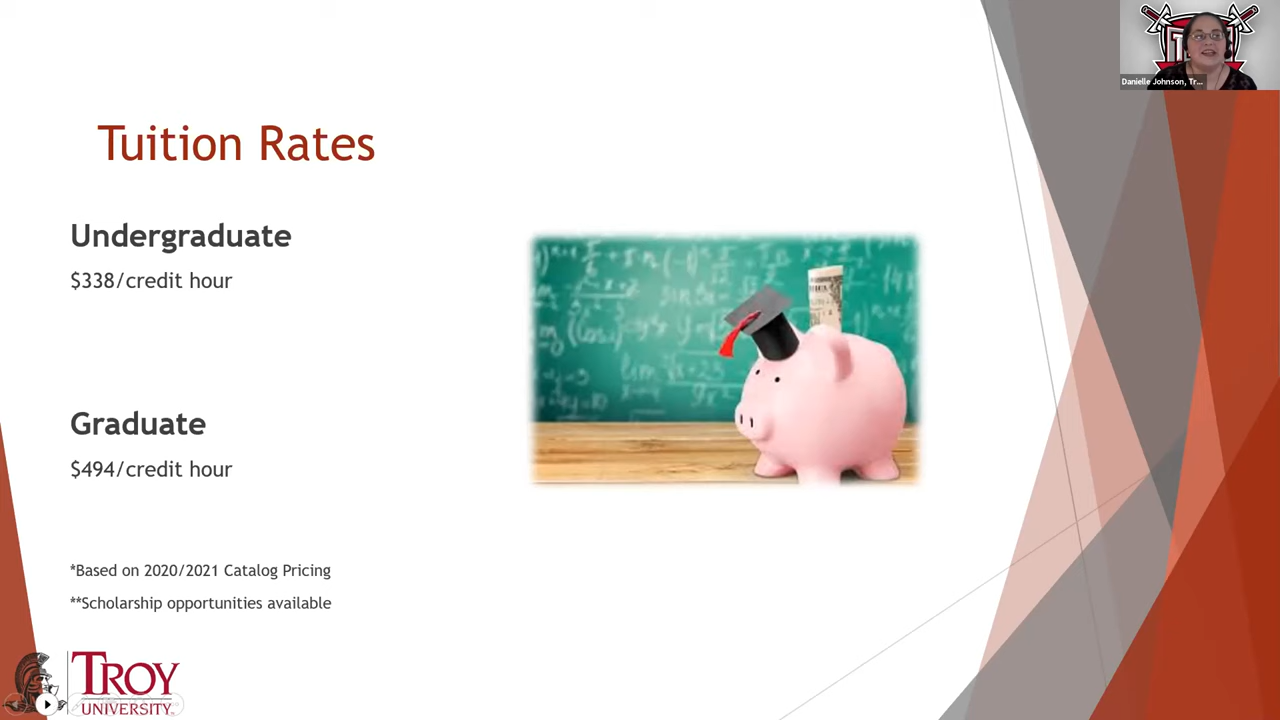 Danielle Johnson, Tr...
Tuition Rates
Undergraduate
$338/credit hour
Graduate
$494/credit hour
*Based on 2020/2021 Catalog Pricing
**Scholarship opportunities available
TROY
UNIVERSITY